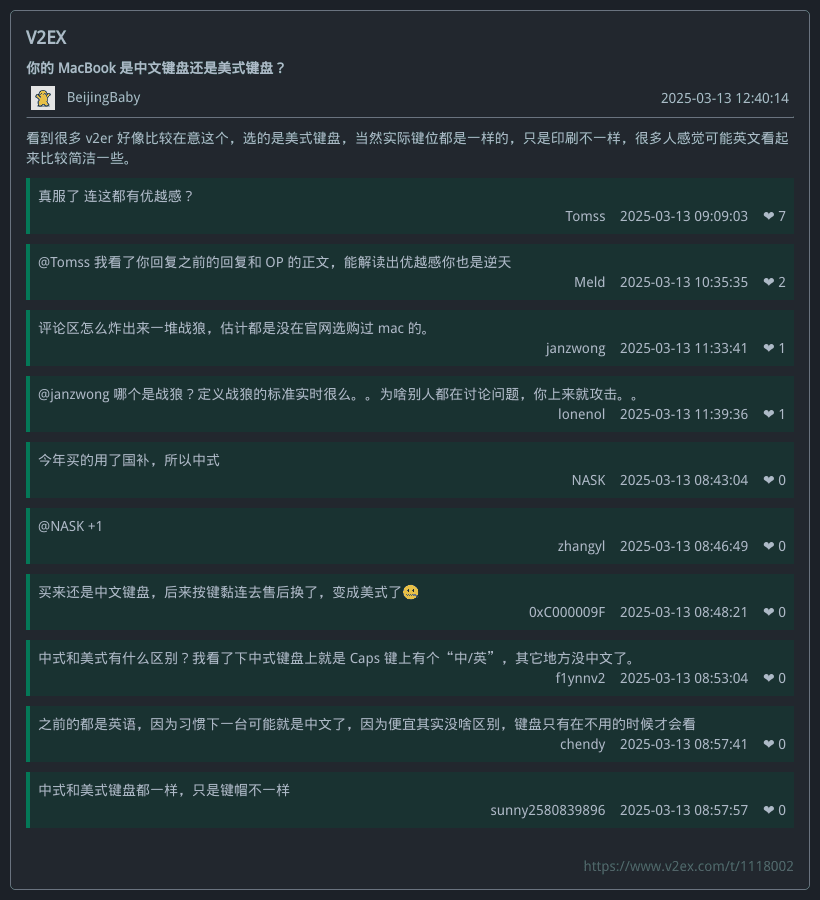 V2EX
你的 MacBook 是中文键盘还是美式键盘？
BeijingBaby 2025-03-13 12:40:14
看到很多 v2er 好像比较在意这个，选的是美式键盘，当然实际键位都是一样的，只是印刷不一样，很多人感觉可能英文看起
来比较简洁一些。
真服了 连这都有优越感？
Tomss 2025-03-13 09:09:03 ❤ 7
@Tomss 我看了你回复之前的回复和 OP 的正文，能解读出优越感你也是逆天
Meld 2025-03-13 10:35:35 ❤ 2
评论区怎么炸出来一堆战狼，估计都是没在官网选购过 mac 的。
janzwong 2025-03-13 11:33:41 ❤ 1
@janzwong 哪个是战狼？定义战狼的标准实时很么。。为啥别人都在讨论问题，你上来就攻击。。
lonenol 2025-03-13 11:39:36 ❤ 1
今年买的用了国补，所以中式
NASK 2025-03-13 08:43:04 ❤ 0
@NASK +1
zhangyl 2025-03-13 08:46:49 ❤ 0
买来还是中文键盘，后来按键黏连去售后换了，变成美式了🤐
0xC000009F 2025-03-13 08:48:21 ❤ 0
中式和美式有什么区别？我看了下中式键盘上就是 Caps 键上有个“中/英”，其它地方没中文了。
f1ynnv2 2025-03-13 08:53:04 ❤ 0
之前的都是英语，因为习惯下一台可能就是中文了，因为便宜其实没啥区别，键盘只有在不用的时候才会看
chendy 2025-03-13 08:57:41 ❤ 0
中式和美式键盘都一样，只是键帽不一样
sunny2580839896 2025-03-13 08:57:57 ❤ 0
https://www.v2ex.com/t/1118002